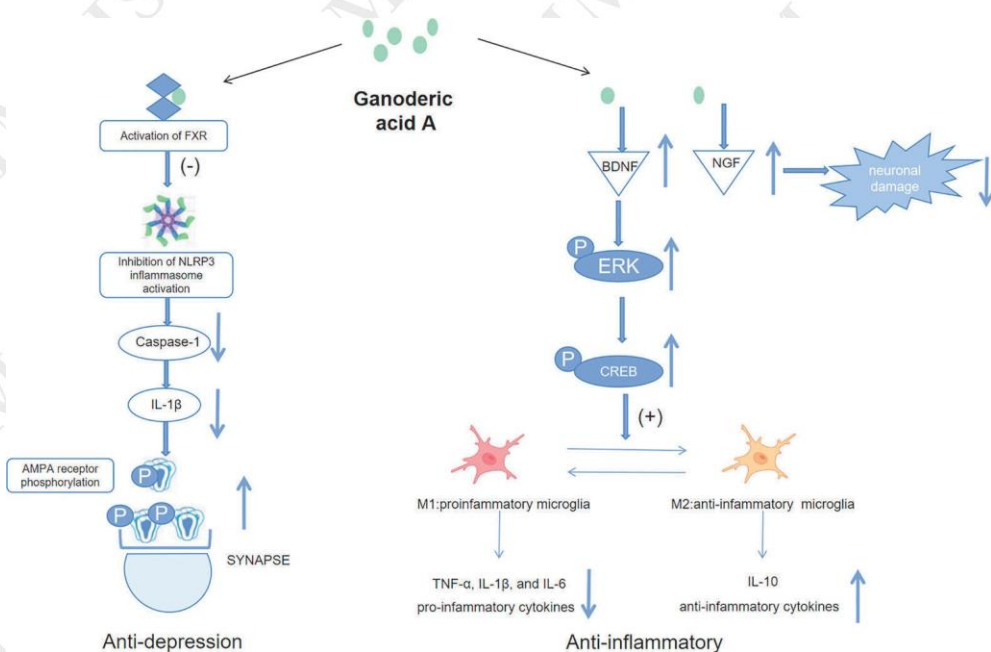 Ganoderic
acid A
Activation of FXR
(-)
Inhibition of NLRP3
inflammasome
activation
Caspase-1
IL-1β
AMPA receptor
phosphorylation
P
P
P
SYNAPSE
Anti-depression
BDNF
NGF
neuronal
damage
P
ERK
P
CREB
(+)
M1:proinfammatory microglia
M2:anti-infammatory microglia
TNF-α, IL-1β, and IL-6
pro-infammatory cytokines
IL-10
anti-infammatory cytokines
Anti-inflammatory